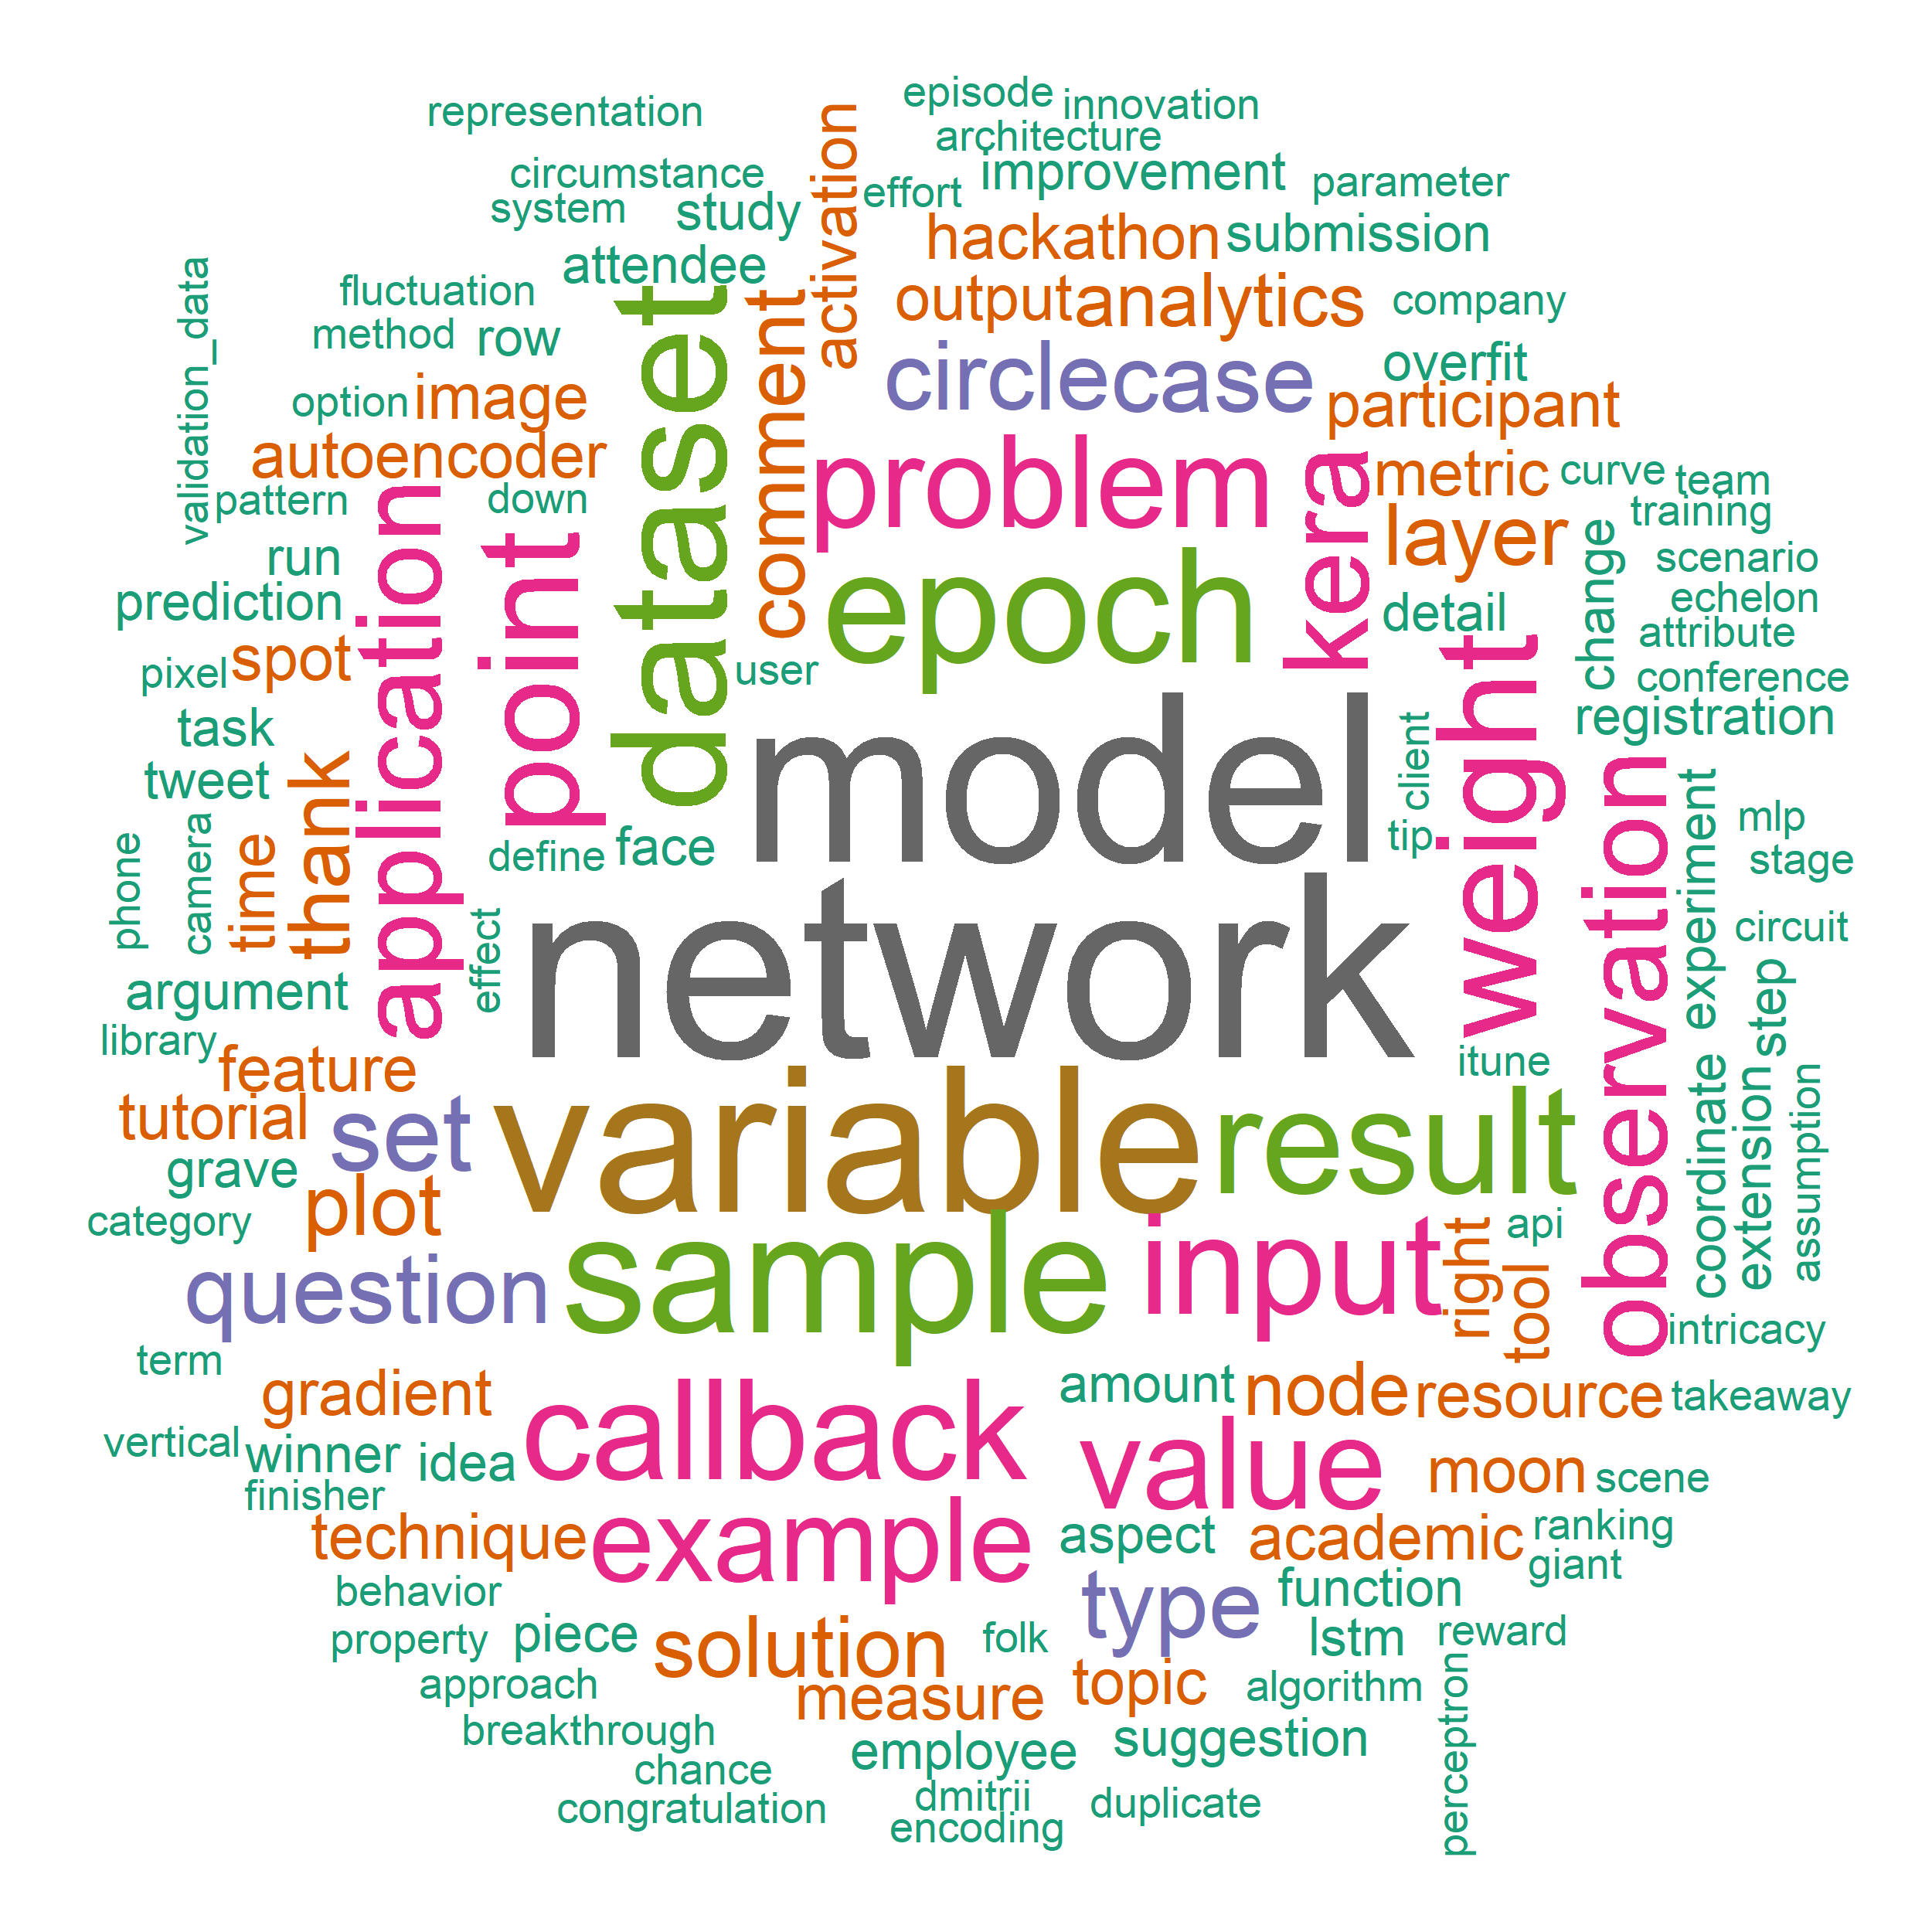 episode
innovation
representation
architecture
activation
improvement
circumstance
parameter
effort
system
study
hackathon
submission
attendee
validation_data
fluctuation
output
analytics
company
method
row
dataset
comment
circle
case
overfit
option
image
participant
autoencoder
problem
kera
metric
curve
team
pattern
down
application
point
layer
training
run
epoch
change
scenario
prediction
detail
echelon
attribute
spot
pixel
user
weight
conference
task
model
client
registration
tweet
thank
observation
experiment
mlp
phone
camera
time
define
face
tip
stage
effect
network
circuit
argument
step
library
feature
itune
tutorial
set
variable
result
coordinate
extension
assumption
grave
category
plot
sample
input
right
api
question
tool
intricacy
term
gradient
callback
amount
node
resource
takeaway
vertical
winner
idea
value
moon
scene
finisher
technique
example
aspect
academic
ranking
giant
behavior
type
function
property
piece
solution
folk
lstm
reward
approach
measure
topic
algorithm
perceptron
breakthrough
employee
suggestion
chance
dmitrii
duplicate
congratulation
encoding